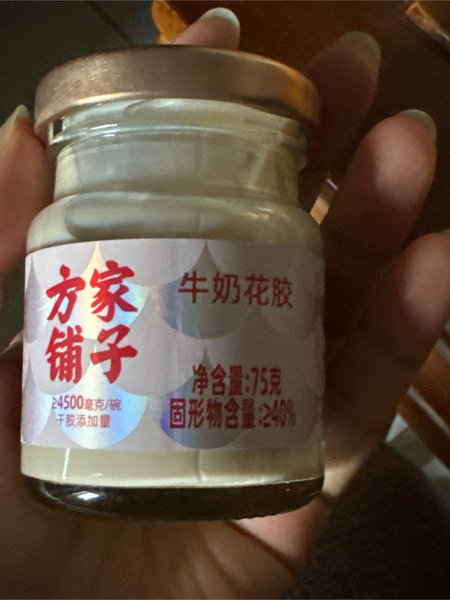 方家
铺子
≥4500毫克/碗
干胶添加量
牛奶花胶
净含量:75克
固形物含量:≥40%